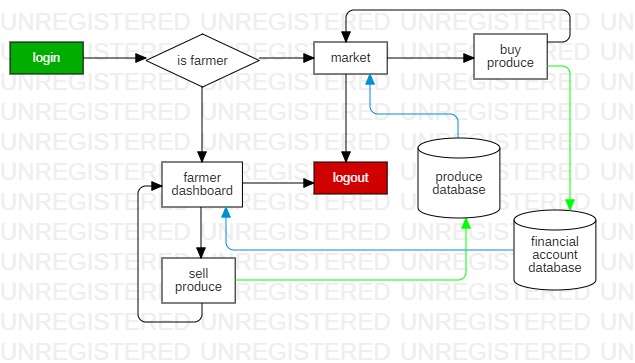 UNREGISTERED UNREGISTERED UNREGISTERED UNREGISTERED
login
is farmer
market
buy
produce
farmer
dashboard
logout
produce
database
sell
produce
financial
account
database